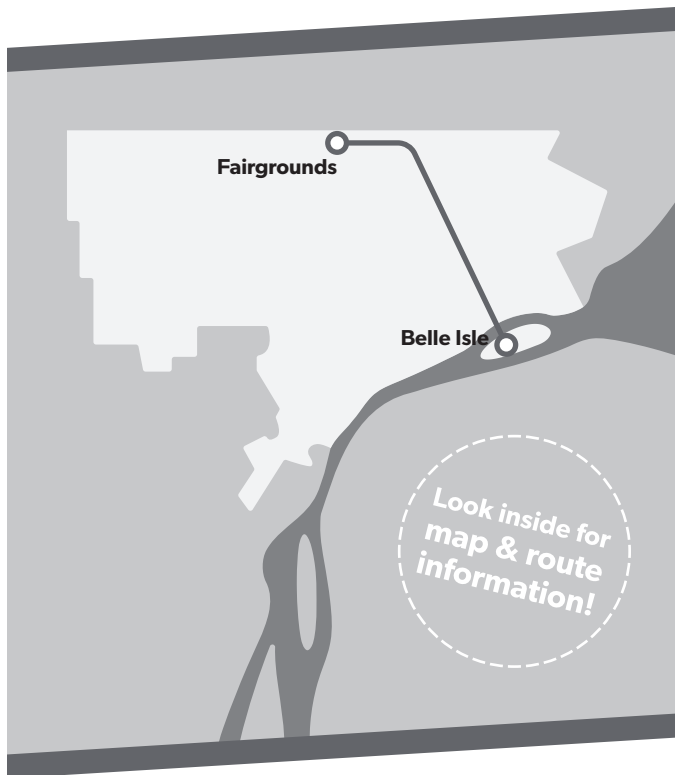 Fairgrounds
Belle Isle
Look inside for
map & route
information!